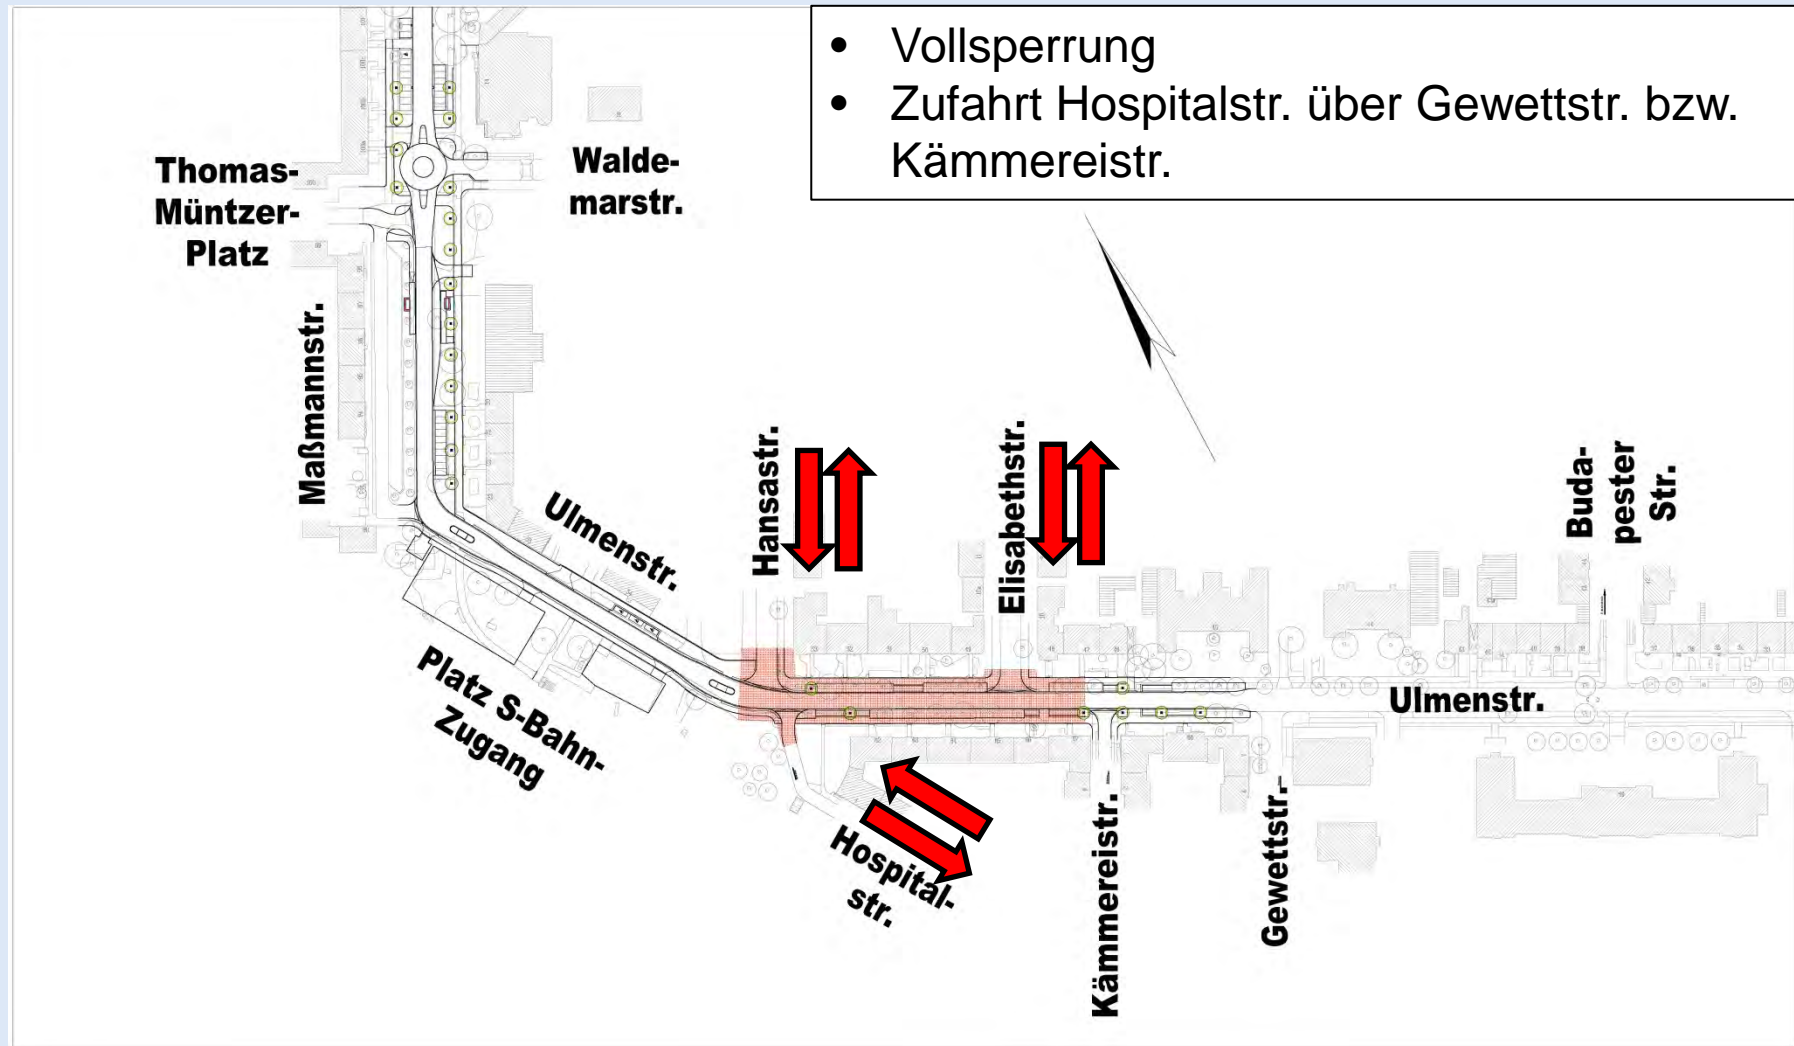 • Vollsperrung
• Zufahrt Hospitalstr. über Gewettstr. bzw.
Kämmereistr.
Thomas-
Müntzer-
Platz
Walde-
marstr.
Maßmannstr.
Ulmenstr.
Hansastr.
Elisabethstr.
Buda-
pester
Str.
Platz S-Bahn-
Zugang
Ulmenstr.
Hospital-
str.
Kämmereistr.
Gewettstr.